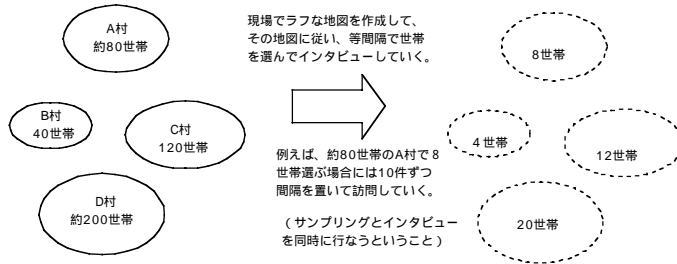 A村
約80世帯
B村
40世帯
C村
120世帯
D村
約200世帯
現場でラフな地図を作成して、
その地図に従い、等間隔で世帯
を選んでインタビューしていく。
例えば、約80世帯のA村で8
世帯選ぶ場合には10件ずつ
間隔を置いて訪問していく。
(サンプリングとインタビュー
を同時に行なうということ)
8世帯
4世帯
12世帯
20世帯